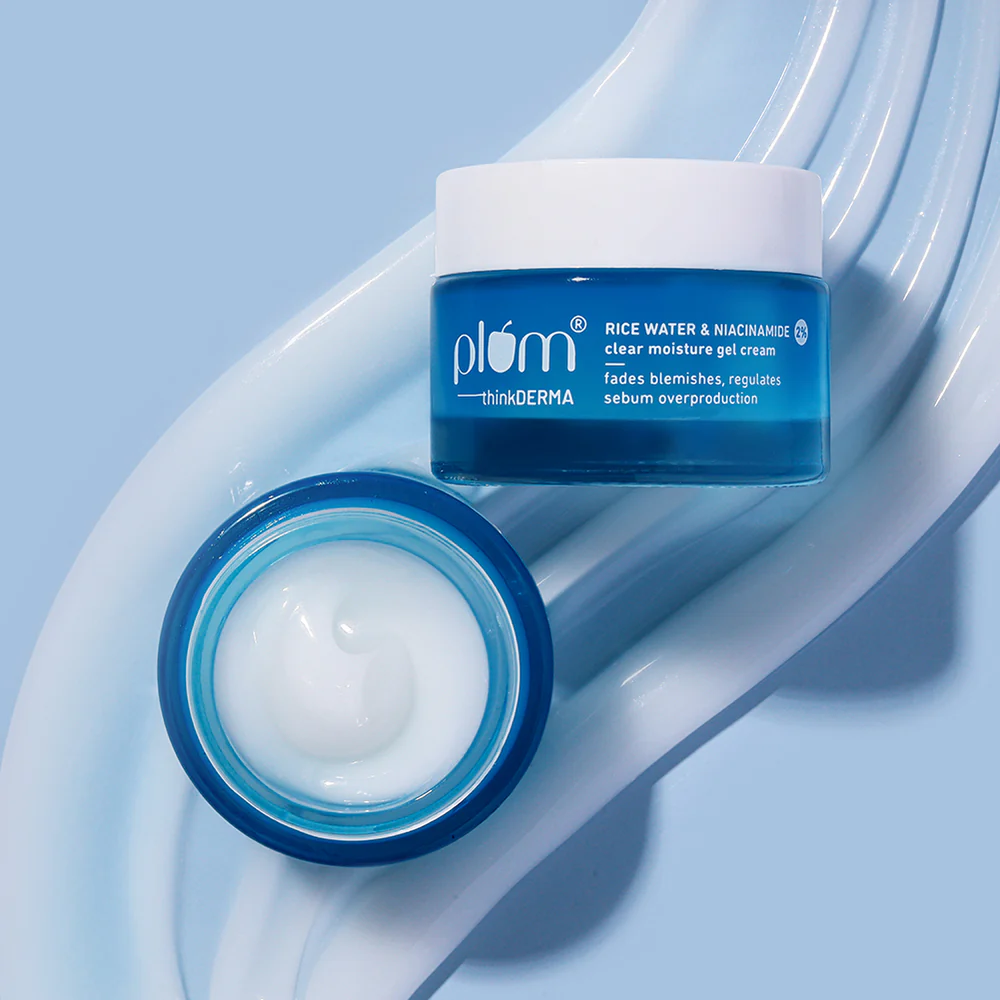 plum®
thinkDERMA
RICE WATER & NIACINAMIDE 2%
clear moisture gel cream
fades blemishes, regulates
sebum overproduction